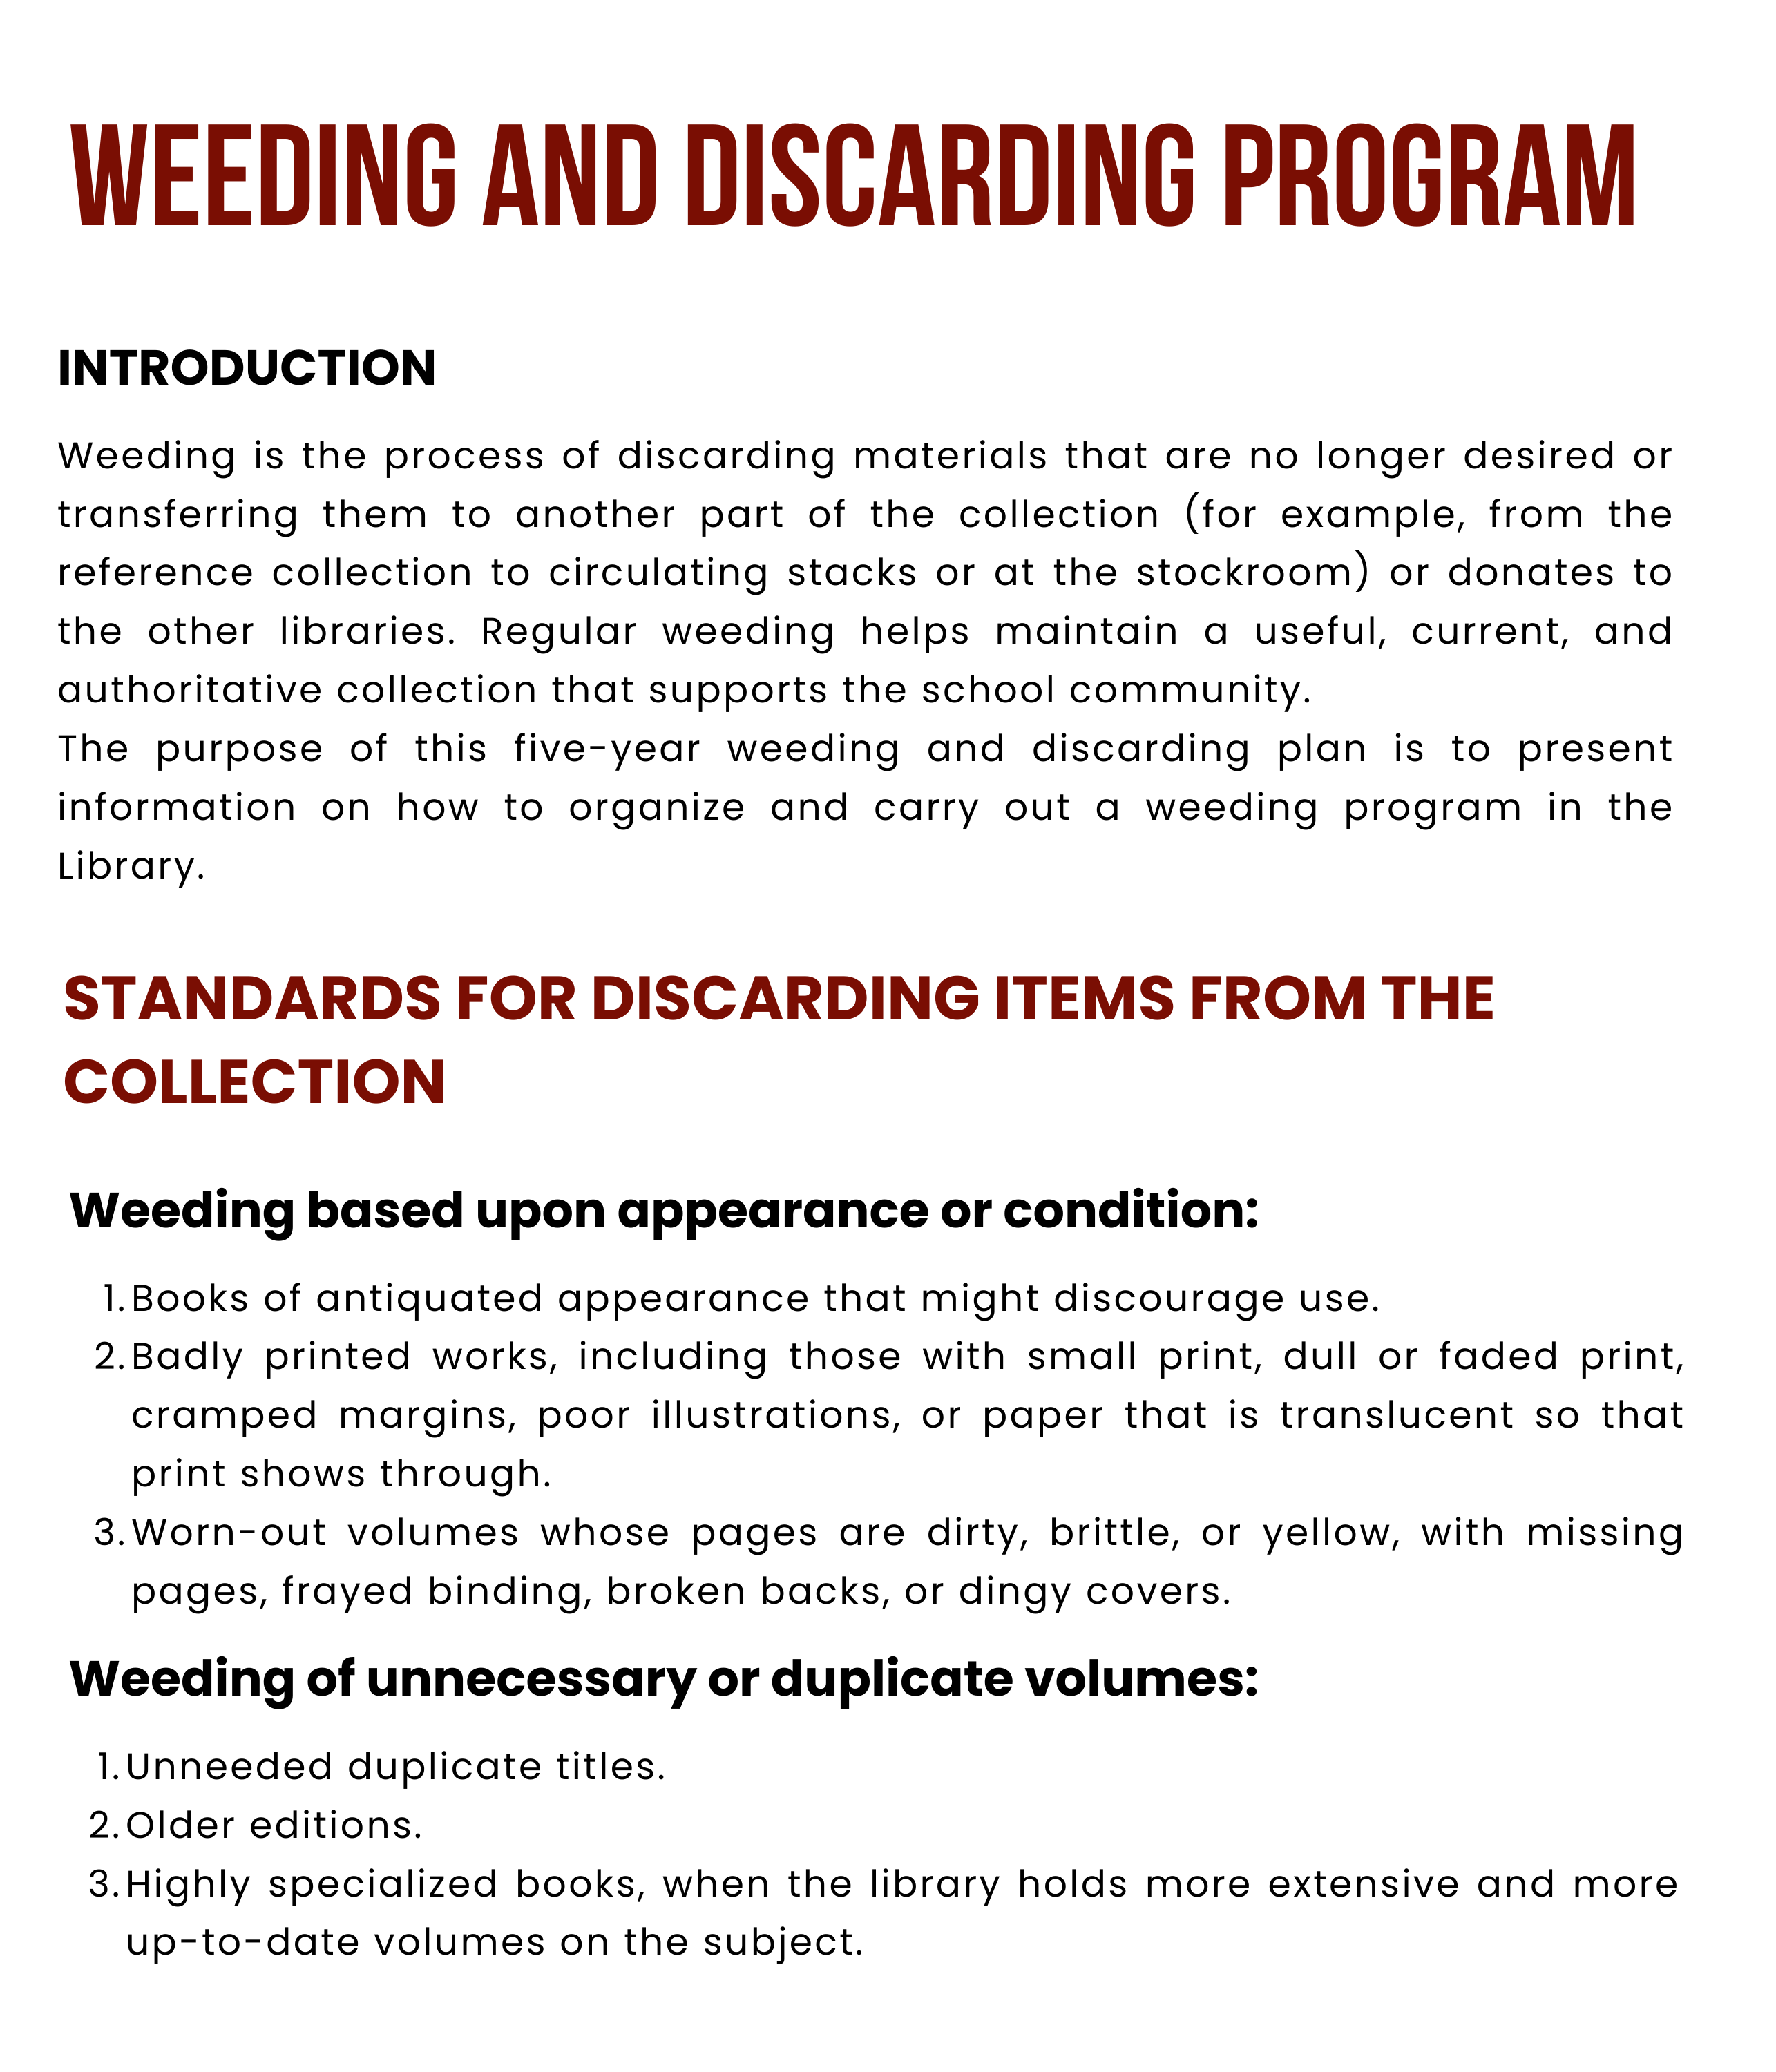 WEEDING AND DISCARDING PROGRAM
INTRODUCTION
Weeding is the process of discarding materials that are no longer desired or
transferring them to another part of the collection (for example, from the
reference collection to circulating stacks or at the stockroom) or donates to
the other libraries. Regular weeding helps maintain a useful, current, and
authoritative collection that supports the school community.
The purpose of this five-year weeding and discarding plan is to present
information on how to organize and carry out a weeding program in the
Library.
STANDARDS FOR DISCARDING ITEMS FROM THE
COLLECTION
Weeding based upon appearance or condition:
1. Books of antiquated appearance that might discourage use.
2. Badly printed works, including those with small print, dull or faded print,
cramped margins, poor illustrations, or paper that is translucent so that
print shows through.
3. Worn-out volumes whose pages are dirty, brittle, or yellow, with missing
pages, frayed binding, broken backs, or dingy covers.
Weeding of unnecessary or duplicate volumes:
1. Unneeded duplicate titles.
2. Older editions.
3. Highly specialized books, when the library holds more extensive and more
up-to-date volumes on the subject.